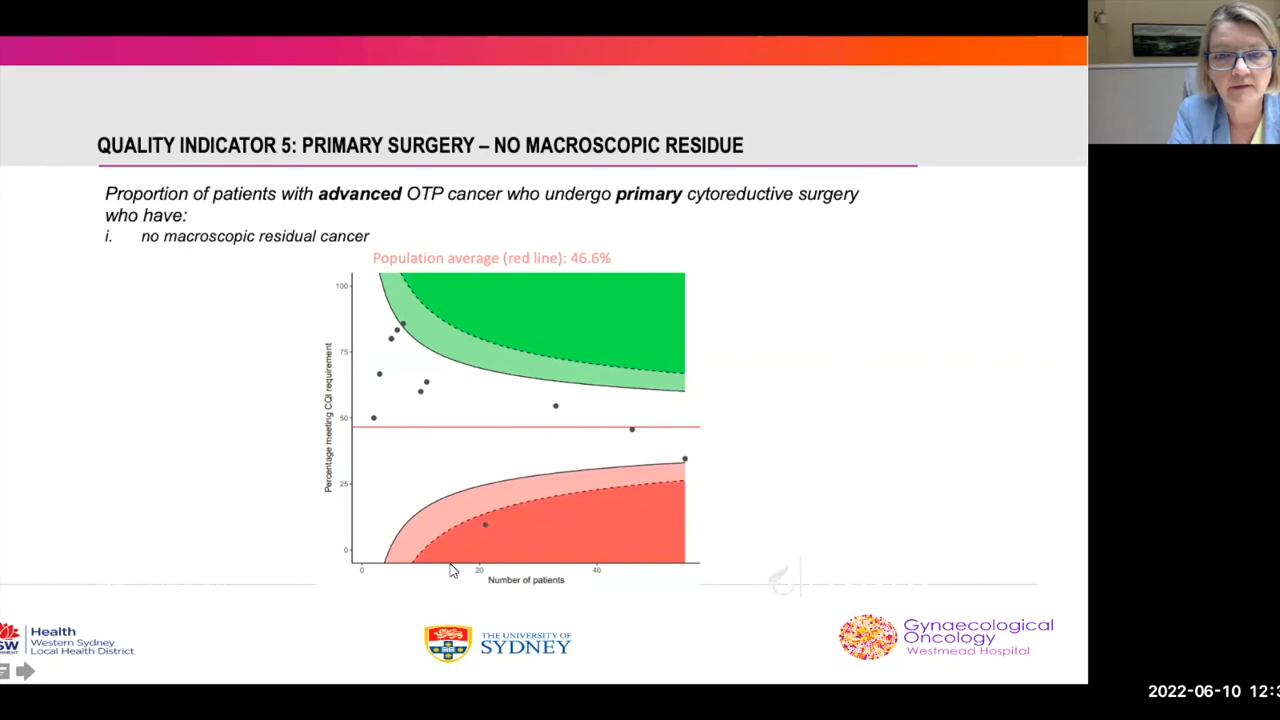 QUALITY INDICATOR 5: PRIMARY SURGERY – NO MACROSCOPIC RESIDUE
Proportion of patients with advanced OTP cancer who undergo primary cytoreductive surgery
who have:
i. no macroscopic residual cancer
Population average (red line): 46.6%
Percentage meeting CQI requirement
100
75
50
25
0
0 20 40
Number of patients
SW
Health
Western Sydney
Local Health District
THE UNIVERSITY OF
SYDNEY
Gynaecological
Oncology
Westmead Hospital
2022-06-10 12:3